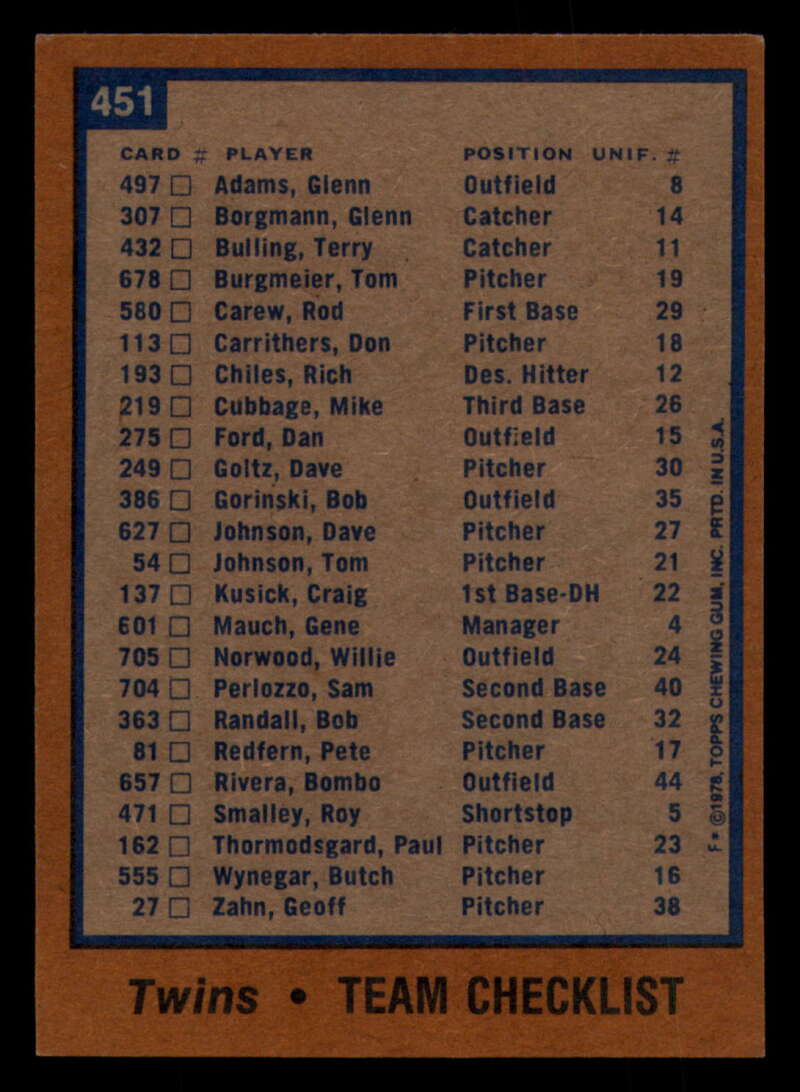 451
CARD # PLAYER POSITION UNIF. #
497 Adams, Glenn Outfield 8
307 Borgmann, Glenn Catcher 14
432 Bulling, Terry Catcher 11
678 Burgmeier, Tom Pitcher 19
580 Carew, Rod First Base 29
113 Carrithers, Don Pitcher 18
193 Chiles, Rich Des. Hitter 12
219 Cubbage, Mike Third Base 26
275 Ford, Dan Outfield 15
249 Goltz, Dave Pitcher 30
386 Gorinski, Bob Outfield 35
627 Johnson, Dave Pitcher 27
54 Johnson, Tom Pitcher 21
137 Kusick, Craig 1st Base-DH 22
601 Mauch, Gene Manager 4
705 Norwood, Willie Outfield 24
704 Perlozzo, Sam Second Base 40
363 Randall, Bob Second Base 32
81 Redfern, Pete Pitcher 17
657 Rivera, Bombo Outfield 44
471 Smalley, Roy Shortstop 5
162 Thormodsgard, Paul Pitcher 23
555 Wynegar, Butch Pitcher 16
27 Zahn, Geoff Pitcher 38
F* ©1978, TOPPS CHEWING GUM, INC. PRTD. IN U.S.A.
Twins • TEAM CHECKLIST